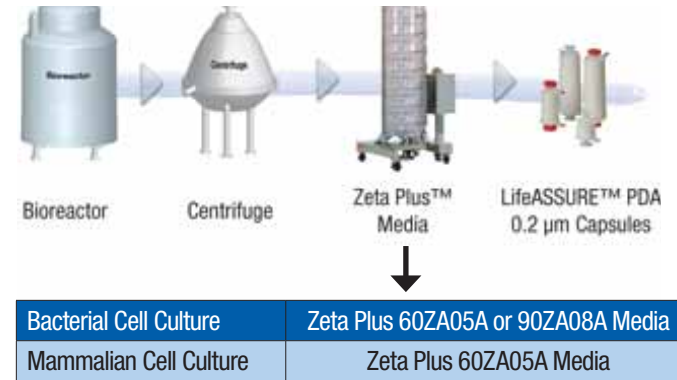 Bioreactor
Centrifuge
Bioreactor
Centrifuge
Zeta Plus™
Media
LifeASSURE™ PDA
0.2 µm Capsules
Bacterial Cell Culture Zeta Plus 60ZA05A or 90ZA08A Media
Mammalian Cell Culture Zeta Plus 60ZA05A Media